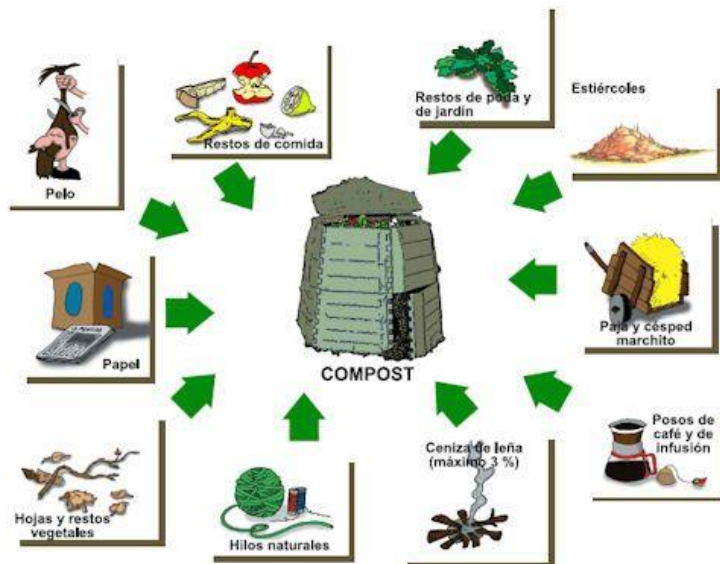 Pelo
Restos de comida
Restos de poda y
de jardín
Estiércoles
Papel
COMPOST
Paja y césped
marchito
Hojas y restos
vegetales
Hilos naturales
Ceniza de leña
(máximo 3 %)
Posos de
café y de
infusión